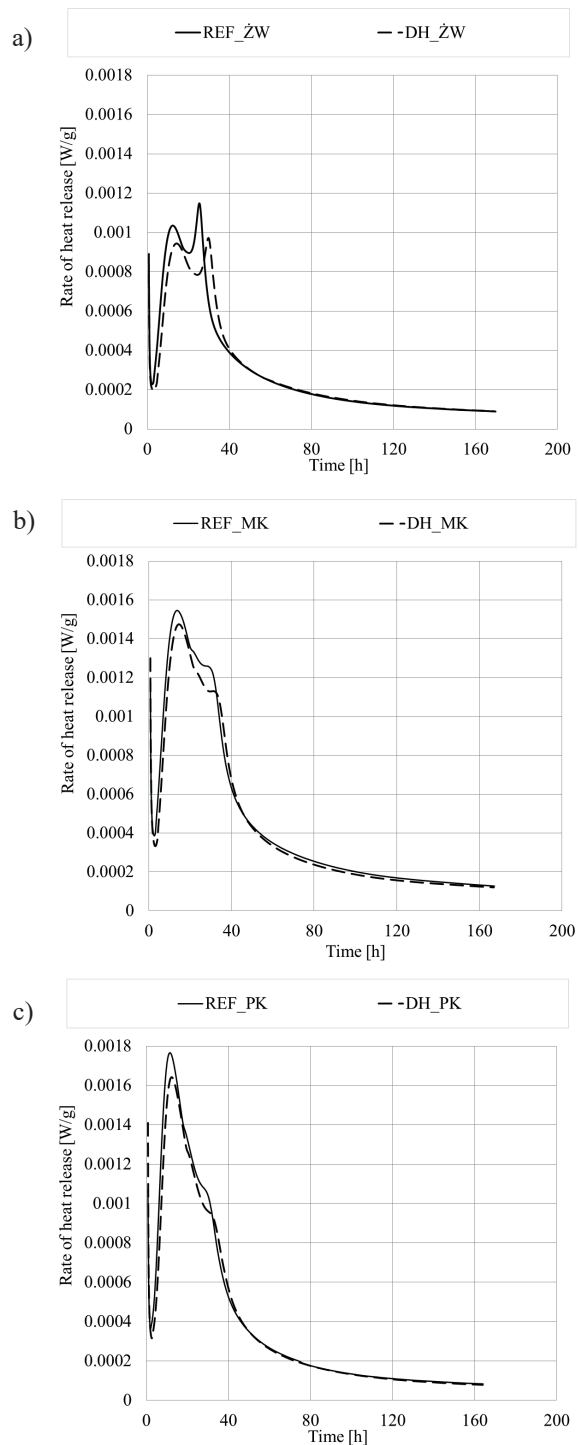 a)
REF_ŻW DH_ŻW
Rate of heat release [W/g]
0.0018
0.0016
0.0014
0.0012
0.001
0.0008
0.0006
0.0004
0.0002
0
0 40 80 120 160 200
Time [h]
b)
REF_MK DH_MK
Rate of heat release [W/g]
0.0018
0.0016
0.0014
0.0012
0.001
0.0008
0.0006
0.0004
0.0002
0
0 40 80 120 160 200
Time [h]
c)
REF_PK DH_PK
Rate of heat release [W/g]
0.0018
0.0016
0.0014
0.0012
0.001
0.0008
0.0006
0.0004
0.0002
0
0 40 80 120 160 200
Time [h]